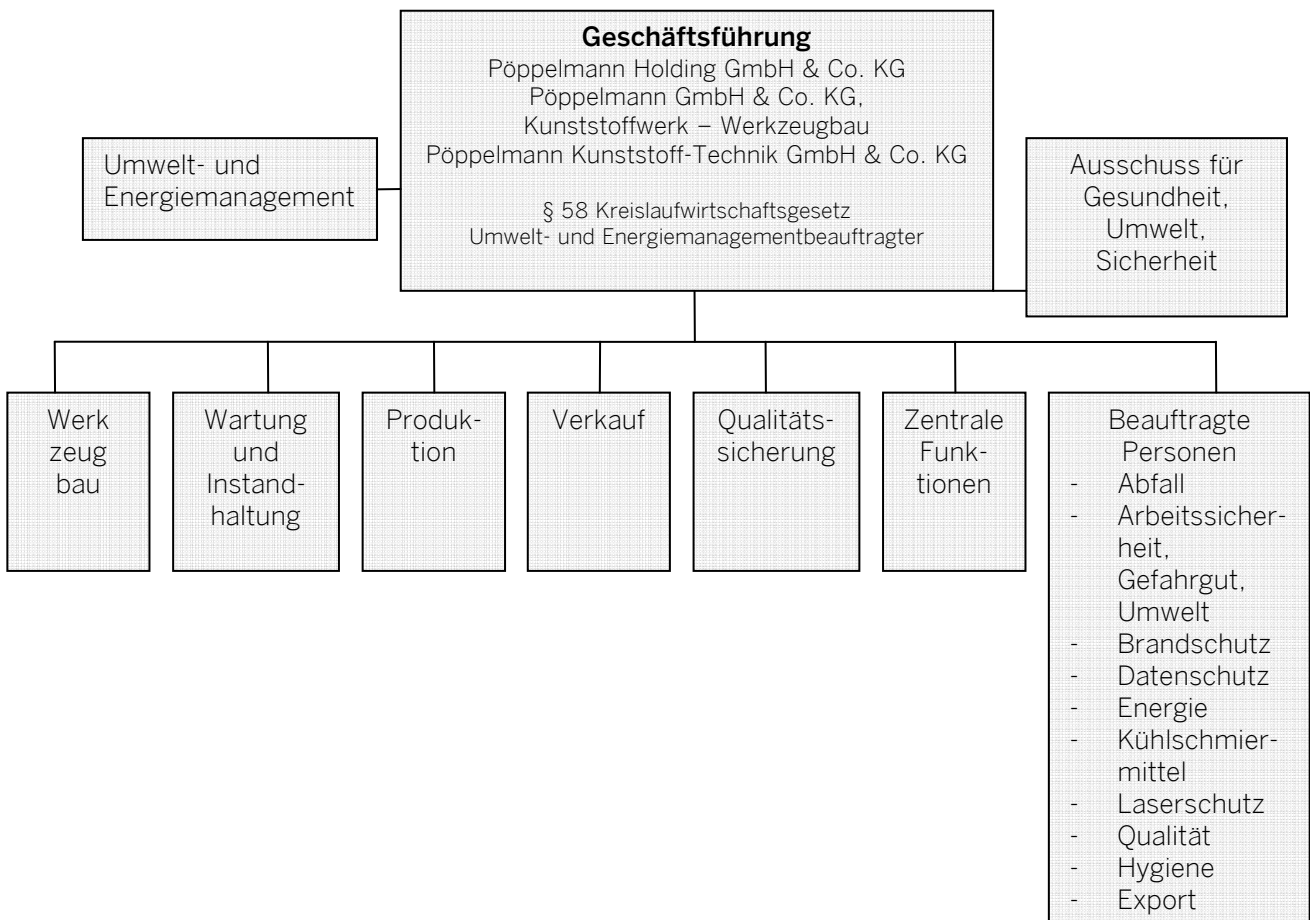 Geschäftsführung
Pöppelmann Holding GmbH & Co. KG
Pöppelmann GmbH & Co. KG,
Kunststoffwerk – Werkzeugbau
Pöppelmann Kunststoff-Technik GmbH & Co. KG
§ 58 Kreislaufwirtschaftsgesetz
Umwelt- und Energiemanagementbeauftragter
Umwelt- und
Energiemanagement
Ausschuss für
Gesundheit,
Umwelt,
Sicherheit
Werk
zeug
bau
Wartung
und
Instand-
haltung
Produk-
tion
Verkauf
Qualitäts-
sicherung
Zentrale
Funk-
tionen
Beauftragte
Personen
- Abfall
- Arbeitssicher-
heit,
Gefahrgut,
Umwelt
- Brandschutz
- Datenschutz
- Energie
- Kühlschmier-
mittel
- Laserschutz
- Qualität
- Hygiene
- Export